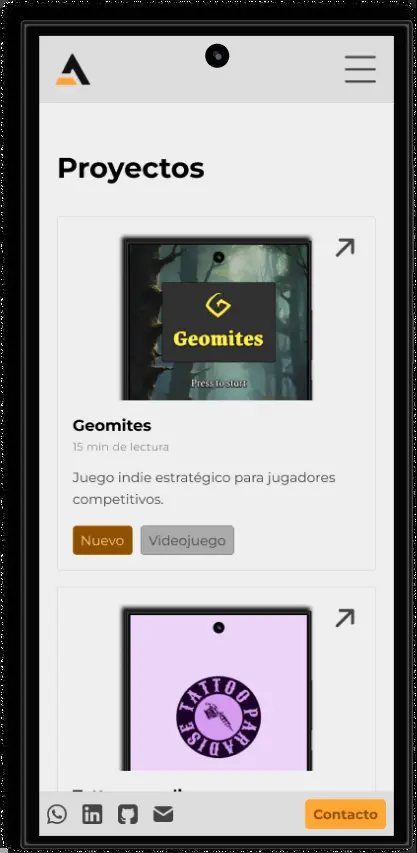 Proyectos
Geomites
Press to start
Geomites
15 min de lectura
Juego indie estratégico para jugadores
competitivos.
Nuevo
Videojuego
TATTOO PARADISE
Contacto